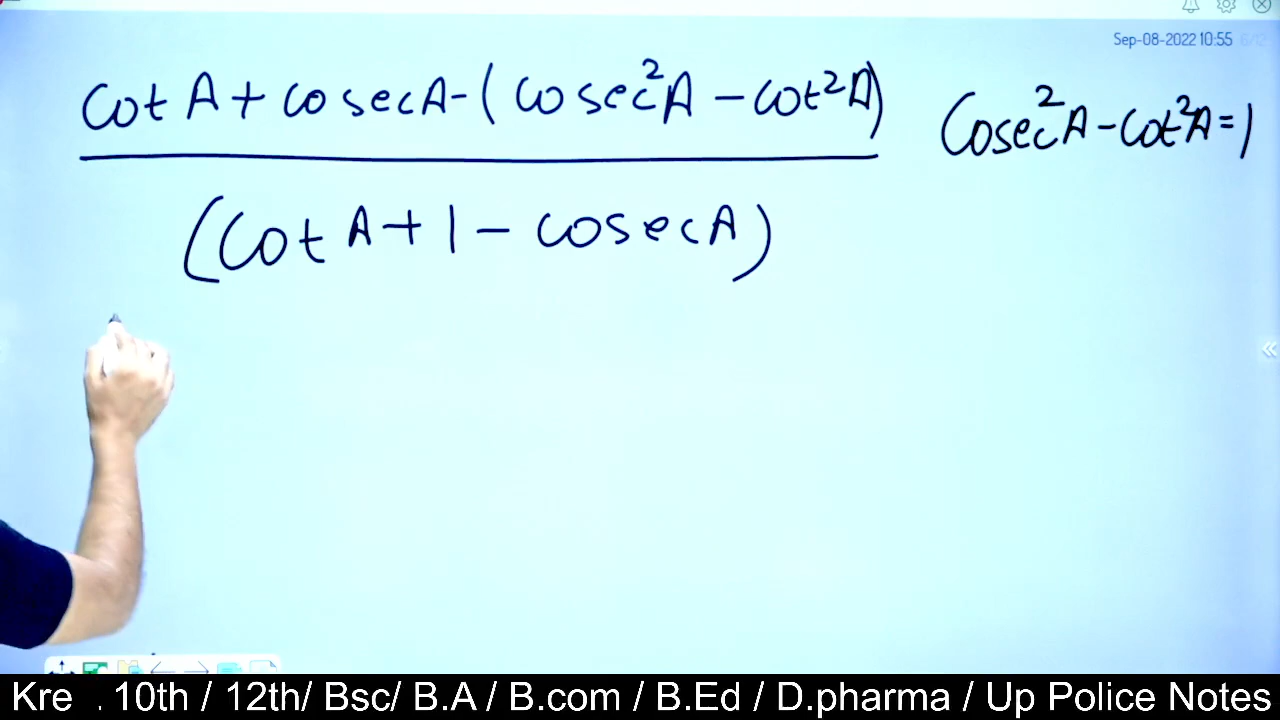 Sep-08-2022 10:55
cot A + cosecA - ( cosec²A - cot²A)
Cosec²A - cot²A = 1
(cot A + 1 - cosecA)
Kre . 10th / 12th/ Bsc/ B.A / B.com / B.Ed / D.pharma / Up Police Notes